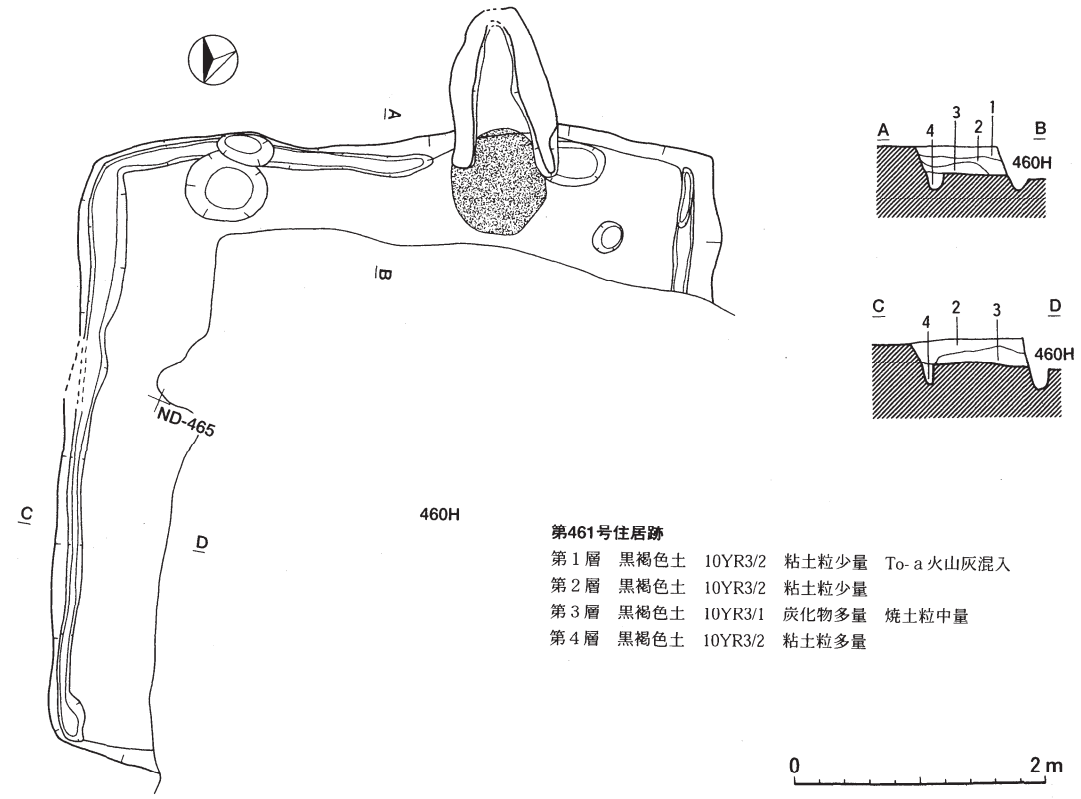 A
B
C
D
ND-465
460H
A
4
3
2
1
B
460H
C
4
2
3
D
460H
第461号住居跡
第1層 黒褐色土 10YR3/2 粘土粒少量 To-a火山灰混入
第2層 黒褐色土 10YR3/2 粘土粒少量
第3層 黒褐色土 10YR3/1 炭化物多量 焼土粒中量
第4層 黒褐色土 10YR3/2 粘土粒多量
0 2m